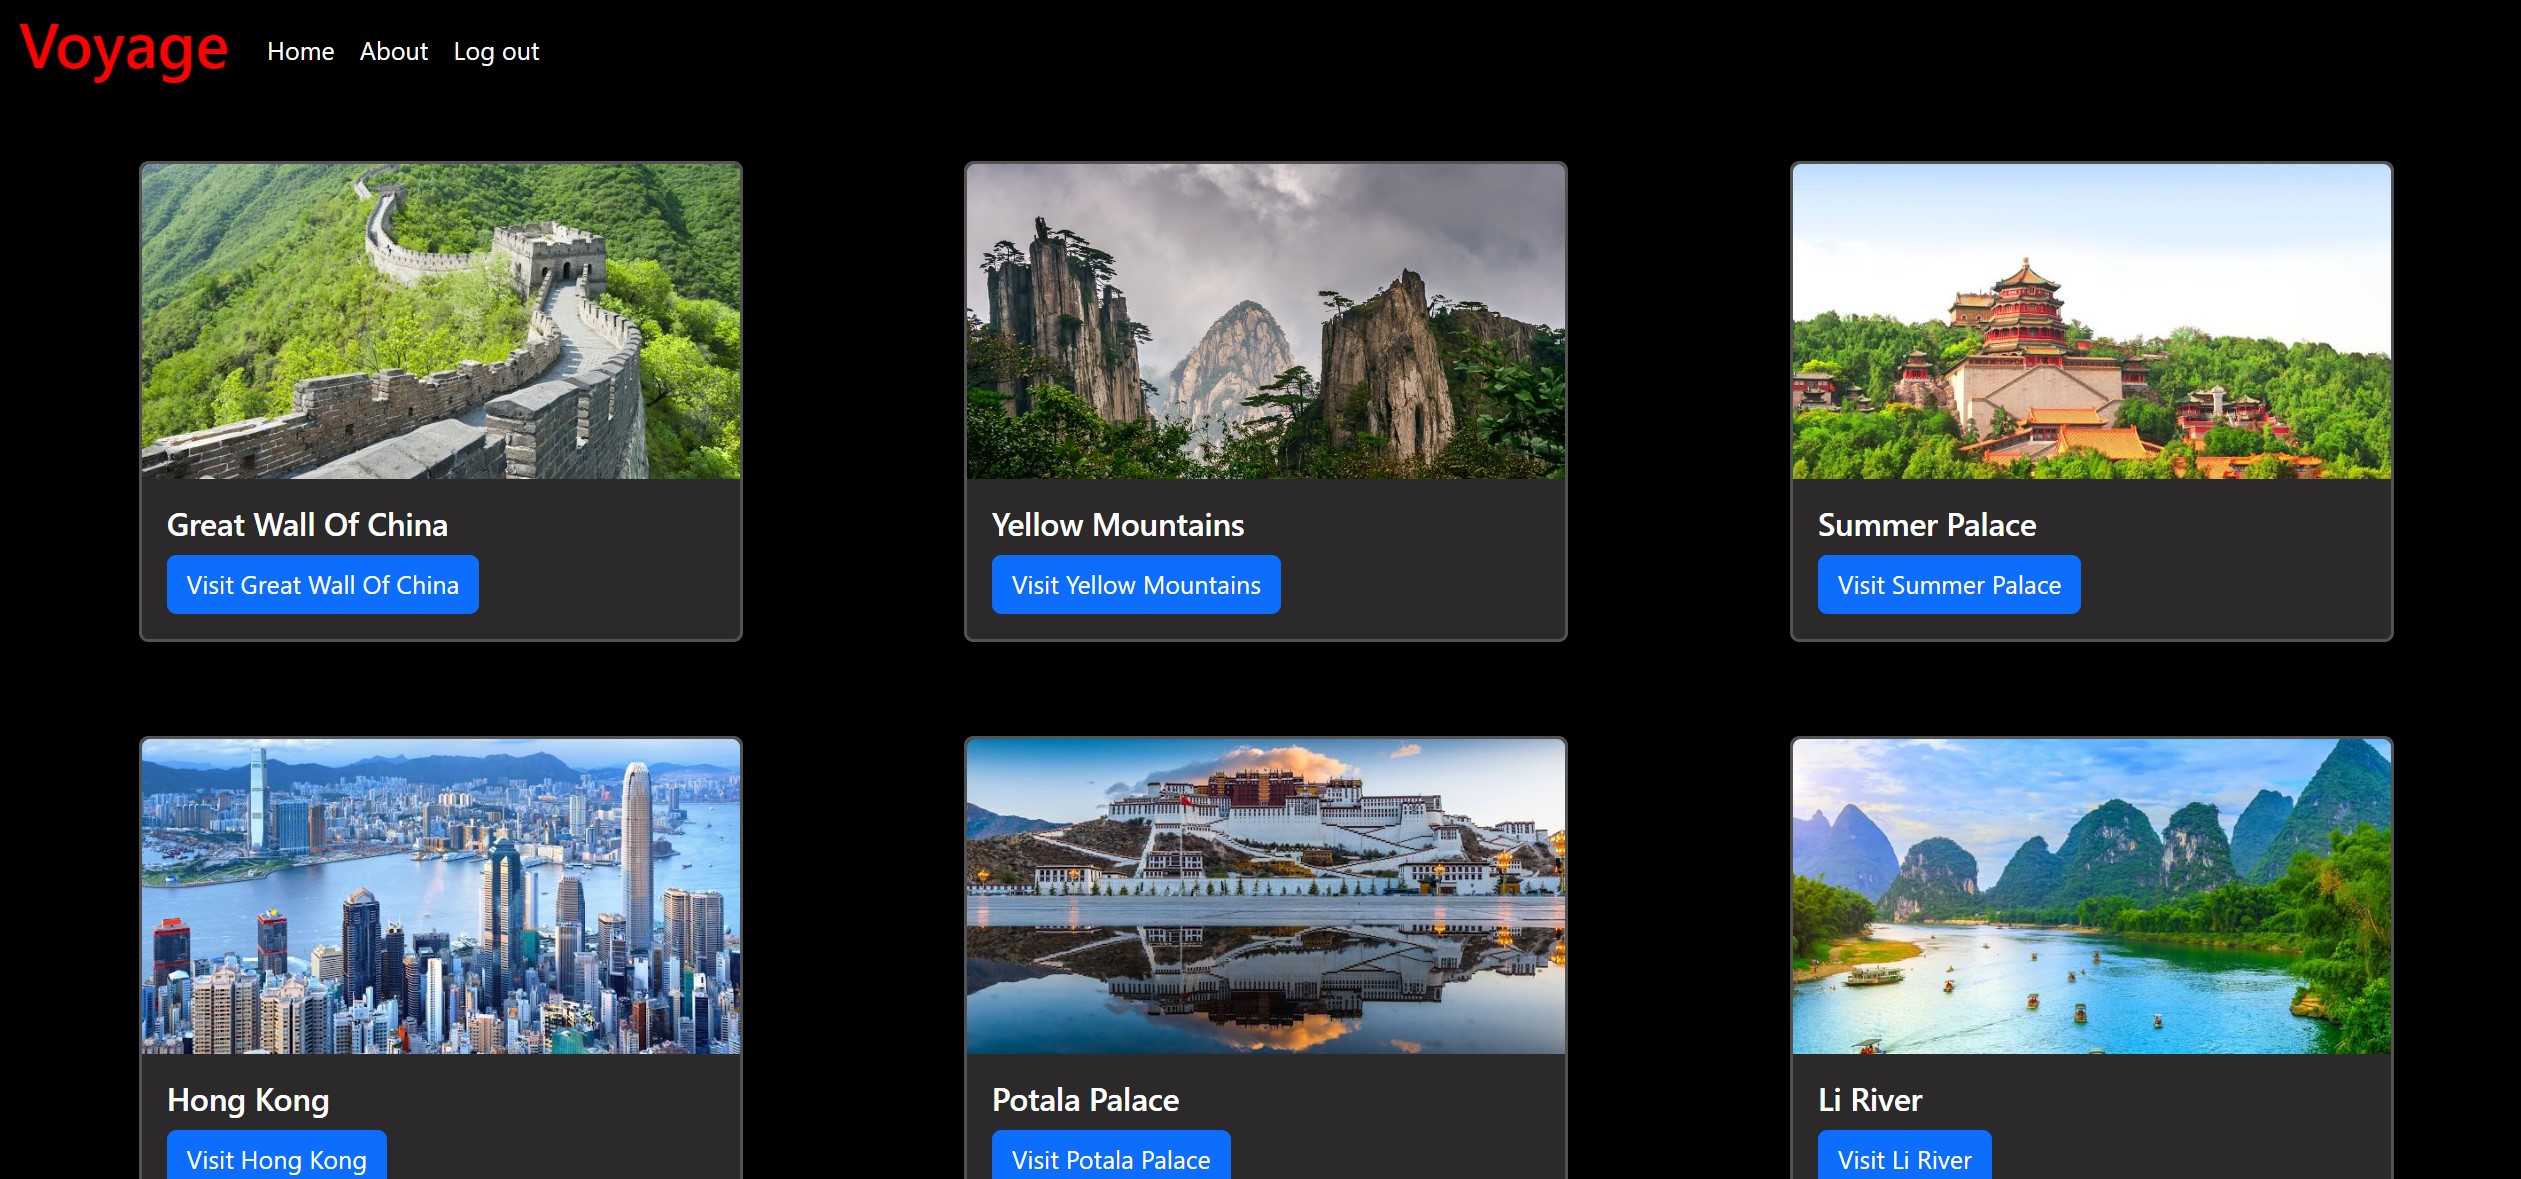 Voyage
Home About Log out
Great Wall Of China
Visit Great Wall Of China
Yellow Mountains
Visit Yellow Mountains
Summer Palace
Visit Summer Palace
Hong Kong
Visit Hong Kong
Potala Palace
Visit Potala Palace
Li River
Visit Li River